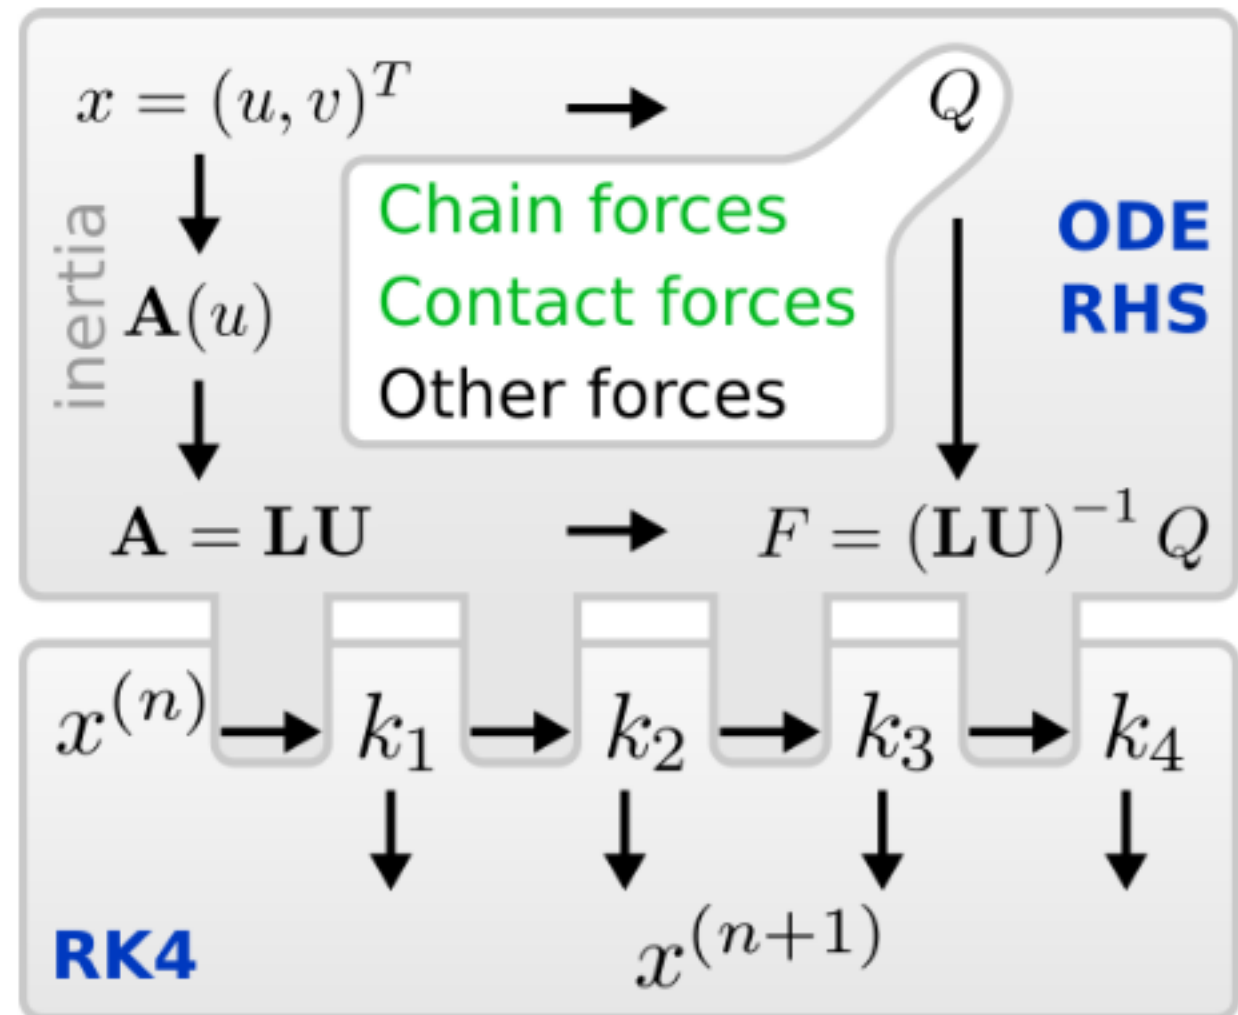 x = (u, v)^T → Q
Chain forces
Contact forces
Other forces
ODE
RHS
inertia
A(u)
A = LU → F = (LU)^{-1} Q
x^{(n)} → k_1 → k_2 → k_3 → k_4
x^{(n+1)}
RK4